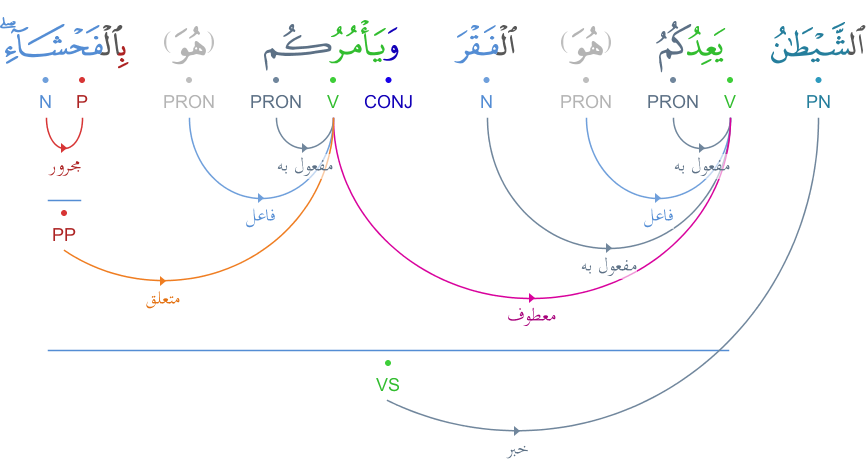 ٱلشَّيْطَـٰنُ يَعِدُكُمُ (هُوَ) ٱلْفَقْرَ وَيَأْمُرُكُم (هُوَ) بِٱلْفَحْشَآءِ ۖ
PN V PRON PRON N CONJ V PRON PRON P N
مفعول به مفعول به مجرور
فاعل فاعل
PP
مفعول به
متعلق
معطوف
VS
خبر